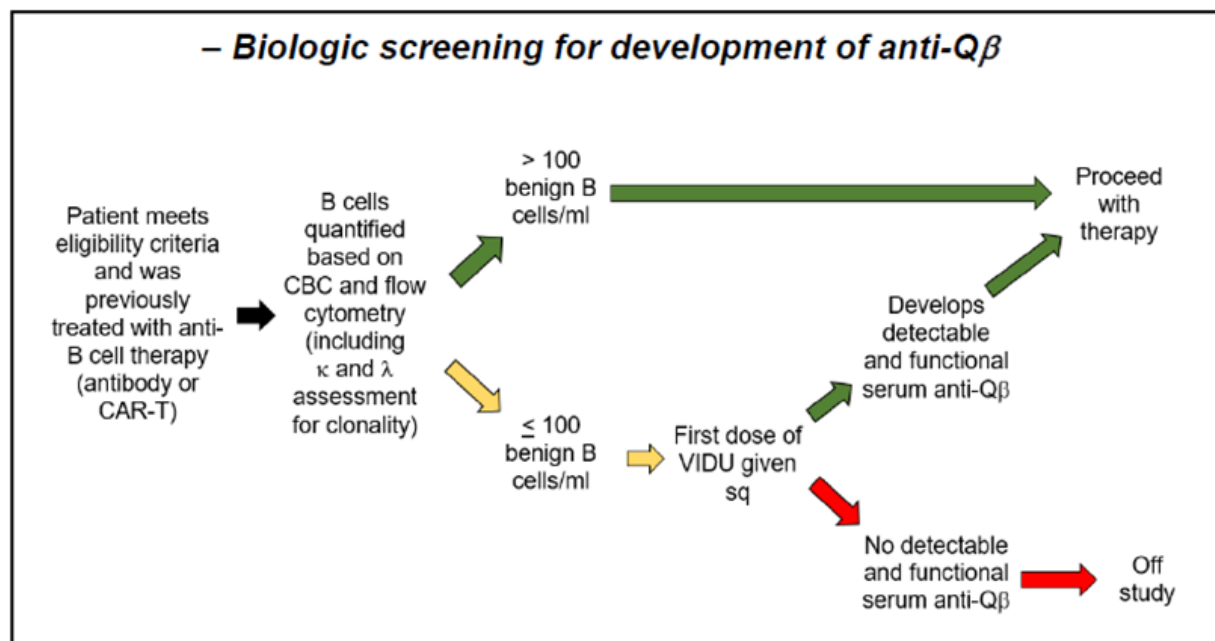 – Biologic screening for development of anti-Qβ
Patient meets
eligibility criteria
and was
previously
treated with anti-
B cell therapy
(antibody or
CAR-T)
B cells
quantified
based on
CBC and flow
cytometry
(including
κ and λ
assessment
for clonality)
> 100
benign B
cells/ml
≤ 100
benign B
cells/ml
First dose of
VIDU given
sq
Develops
detectable
and functional
serum anti-Qβ
No detectable
and functional
serum anti-Qβ
Proceed
with
therapy
Off
study